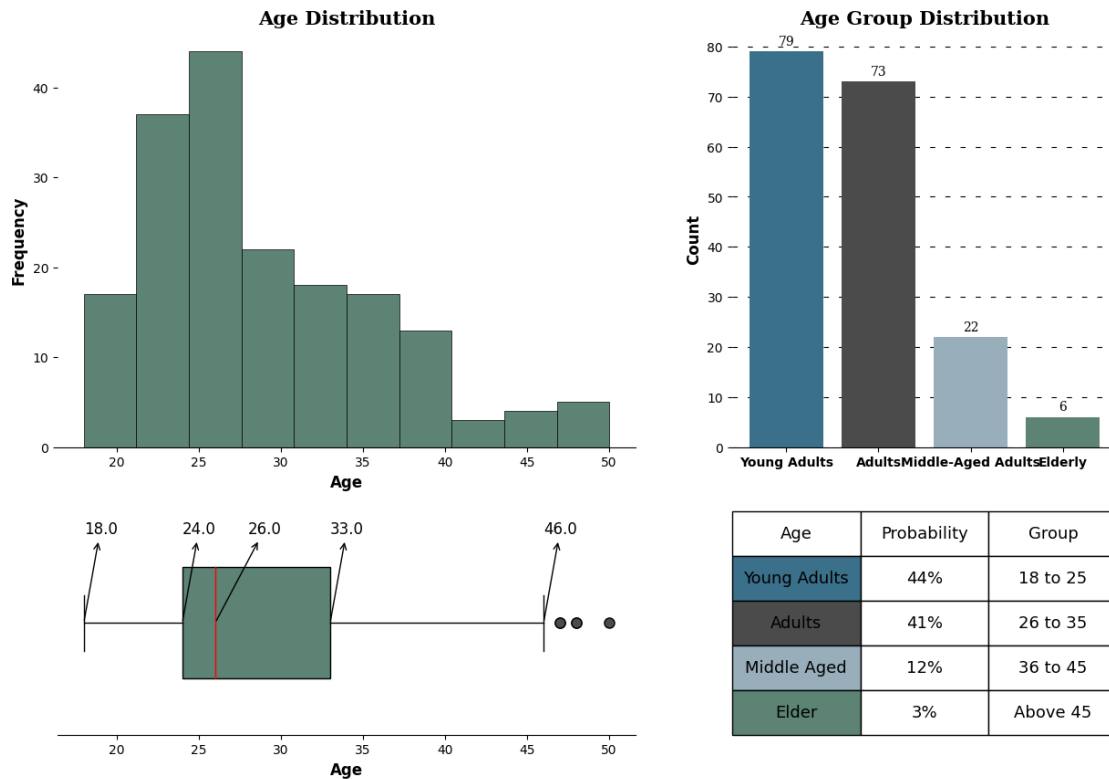 Age Distribution
Frequency
40
30
20
10
0
20 25 30 35 40 45 50
Age
Age Group Distribution
Count
80
70
60
50
40
30
20
10
0
79
73
22
6
Young Adults Adults Middle-Aged Adults Elderly
18.0 24.0 26.0 33.0 46.0
20 25 30 35 40 45 50
Age
Age Probability Group
Young Adults 44% 18 to 25
Adults 41% 26 to 35
Middle Aged 12% 36 to 45
Elder 3% Above 45